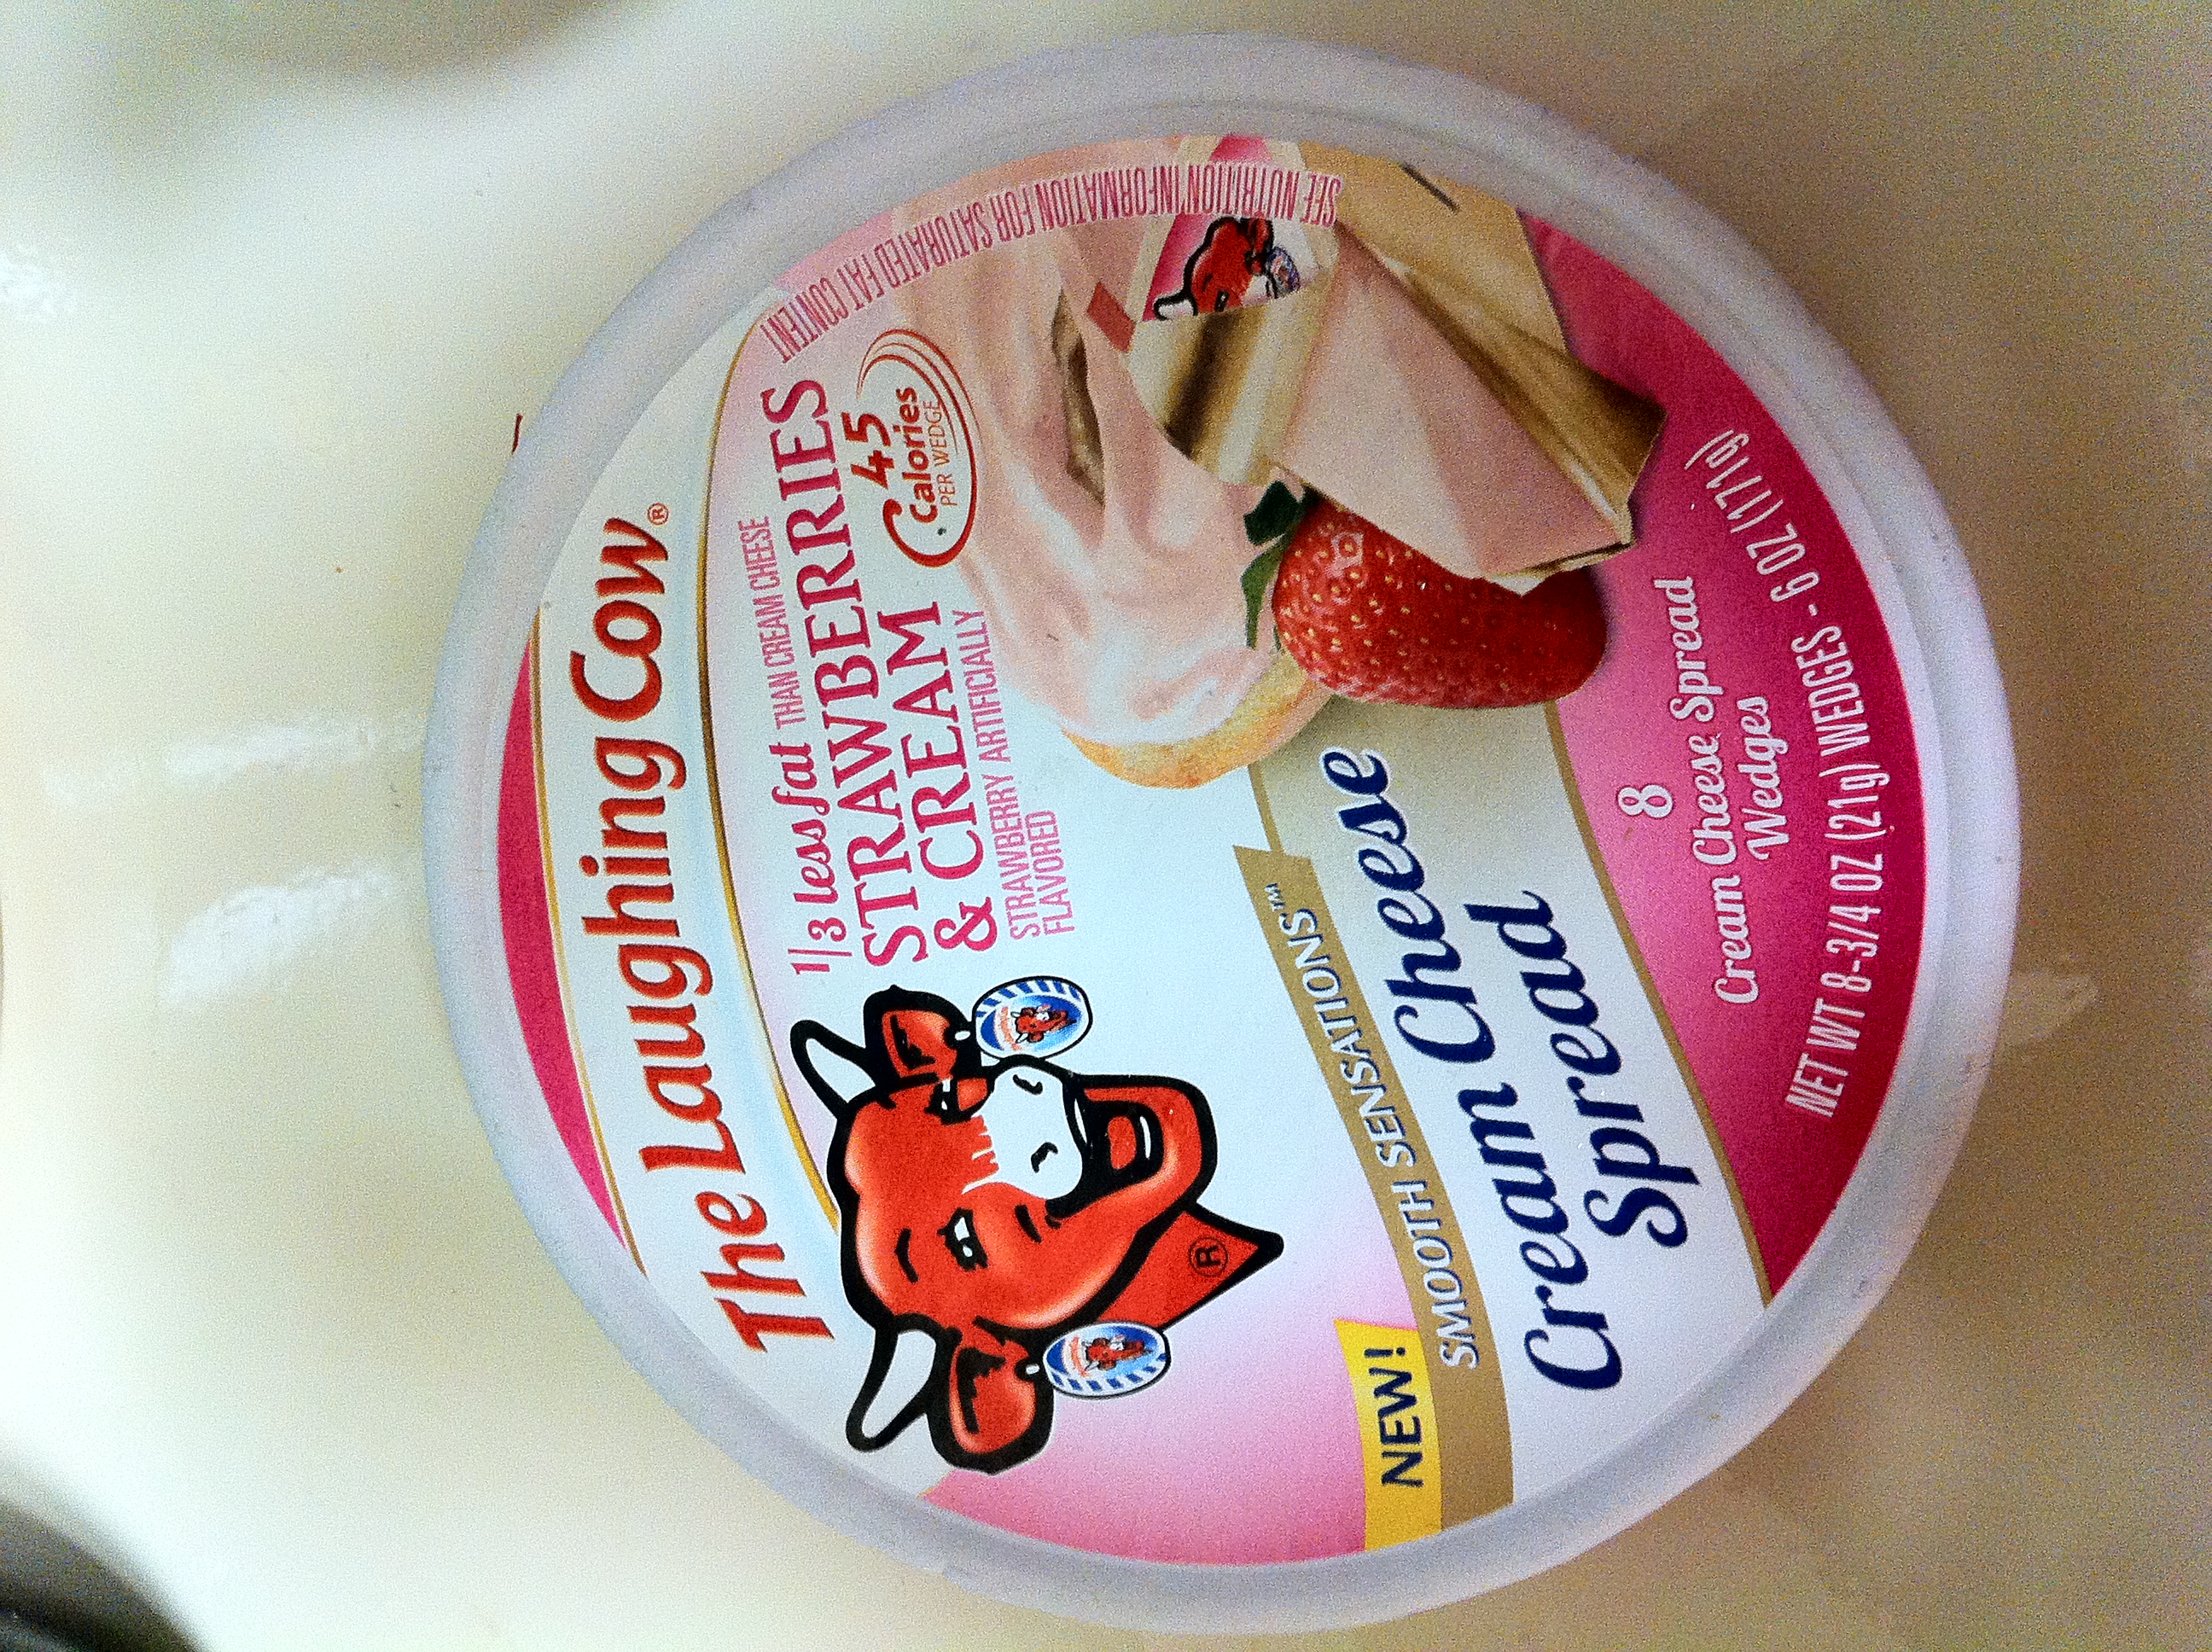 The Laughing Cow®
1/3 less fat THAN CREAM CHEESE
STRAWBERRIES
& CREAM
STRAWBERRY ARTIFICIALLY
FLAVORED
45
Calories
PER WEDGE
SEE NUTRITION INFORMATION FOR SATURATED FAT CONTENT
®
NEW!
SMOOTH SENSATIONS™
Cream Cheese
Spread
8
Cream Cheese Spread
Wedges
NET WT 8-3/4 OZ (21g) WEDGES - 6 OZ (171g)